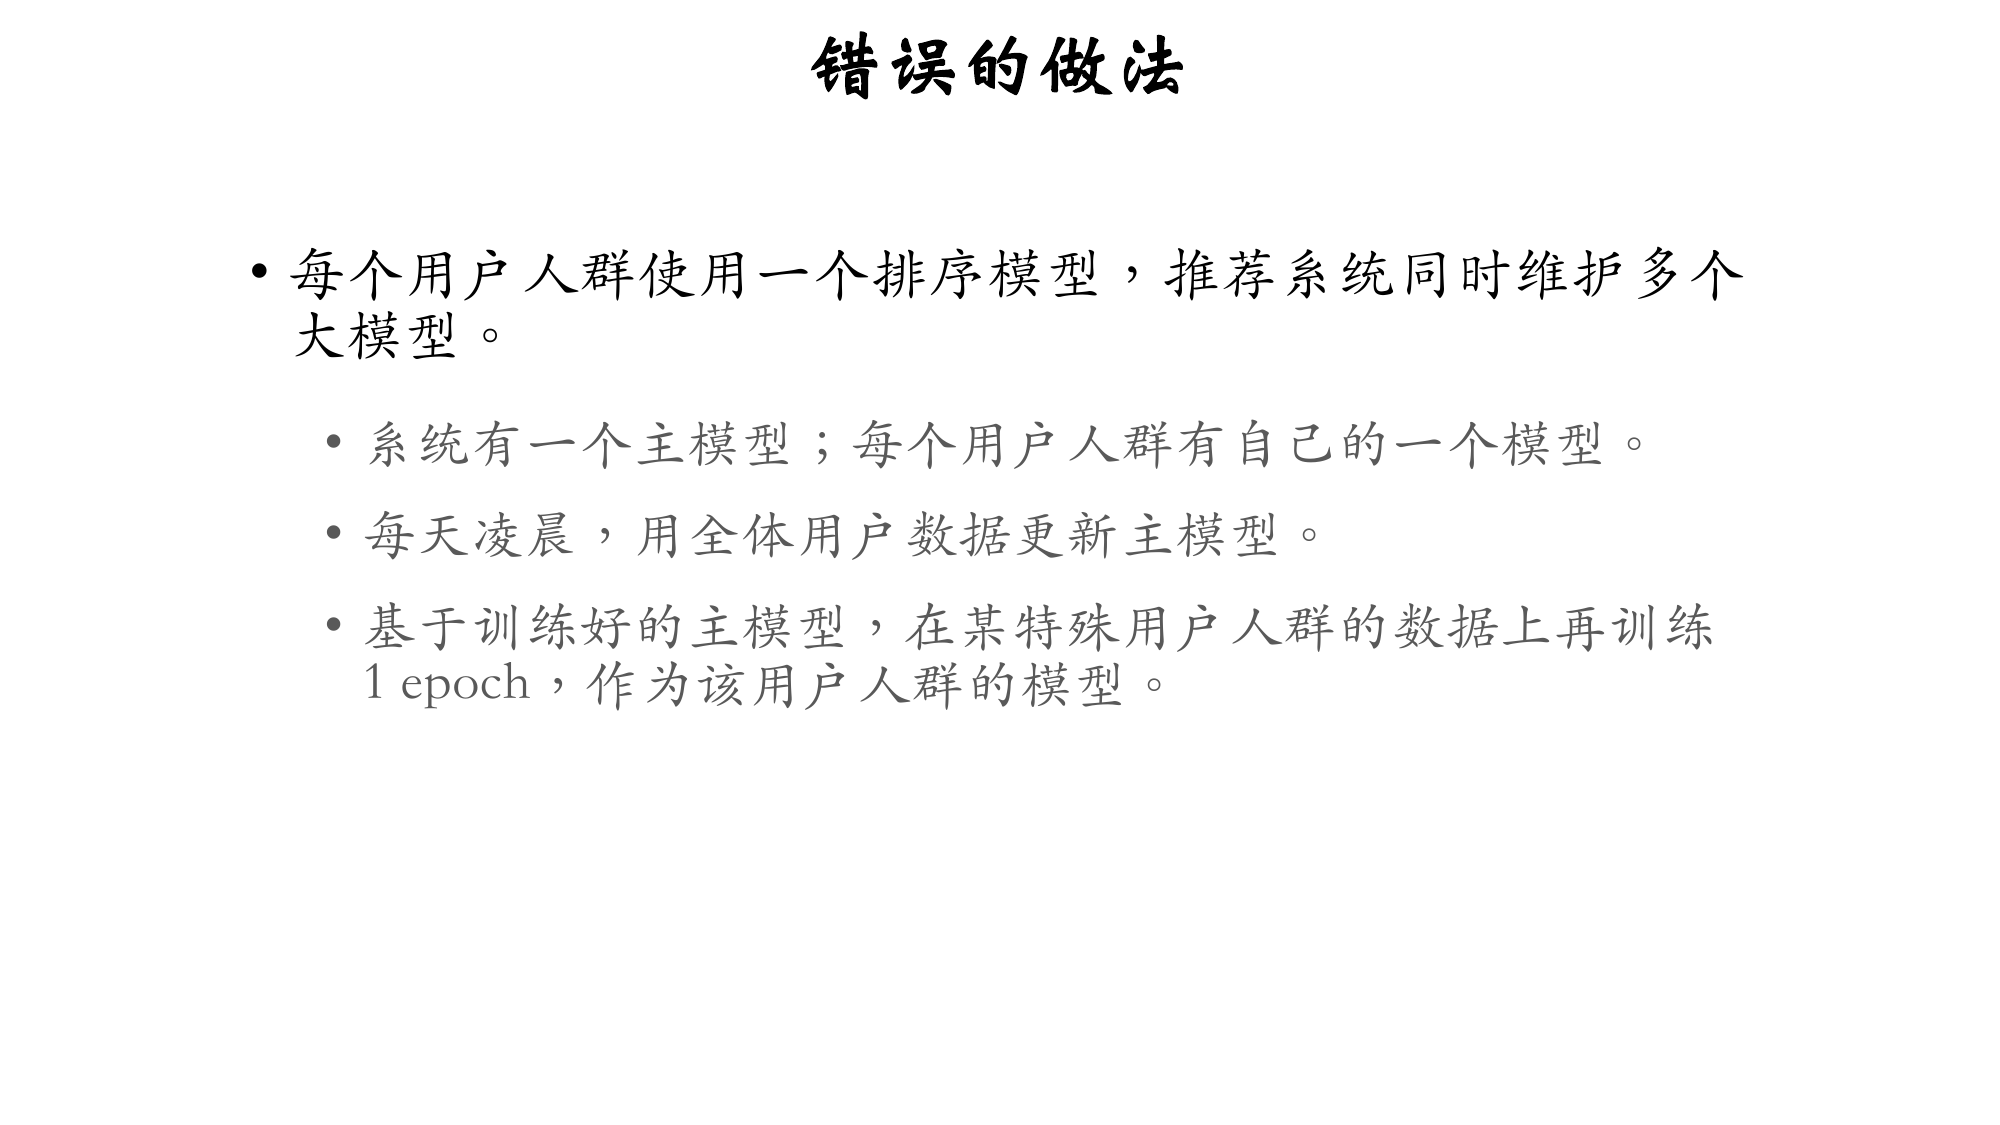 错误的做法
• 每个用户人群使用一个排序模型，推荐系统同时维护多个
大模型。
• 系统有一个主模型；每个用户人群有自己的一个模型。
• 每天凌晨，用全体用户数据更新主模型。
• 基于训练好的主模型，在某特殊用户人群的数据上再训练
1 epoch，作为该用户人群的模型。